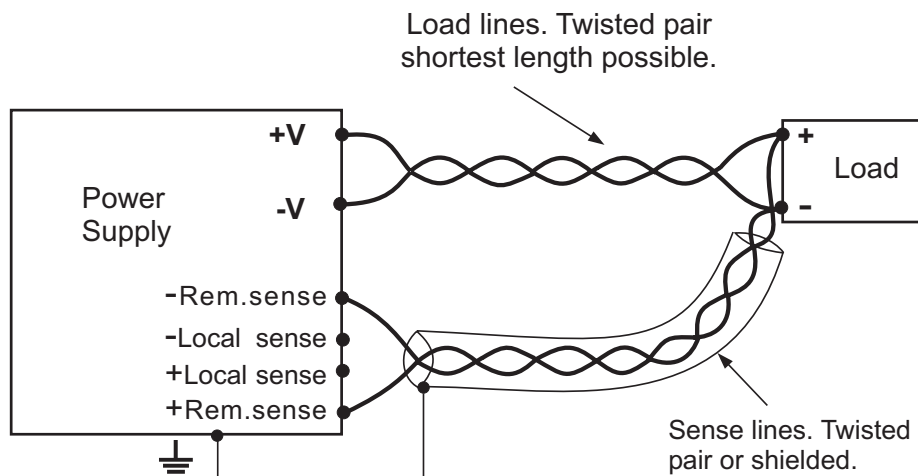 Load lines. Twisted pair
shortest length possible.
+V
-V
Power
Supply
+
-
Load
-Rem.sense
-Local sense
+Local sense
+Rem.sense
Sense lines. Twisted
pair or shielded.